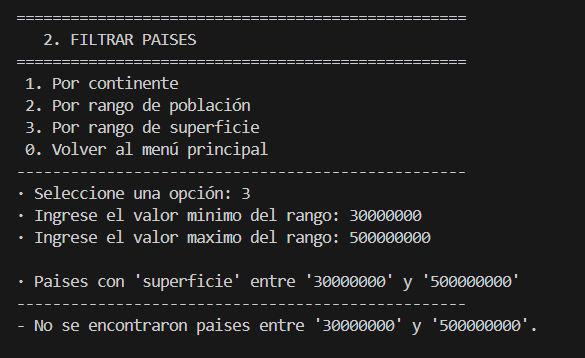 ==================================================
2. FILTRAR PAISES
==================================================
1. Por continente
2. Por rango de población
3. Por rango de superficie
0. Volver al menú principal
--------------------------------------------------
· Seleccione una opción: 3
· Ingrese el valor minimo del rango: 30000000
· Ingrese el valor maximo del rango: 500000000
· Paises con 'superficie' entre '30000000' y '500000000'
--------------------------------------------------
- No se encontraron paises entre '30000000' y '500000000'.